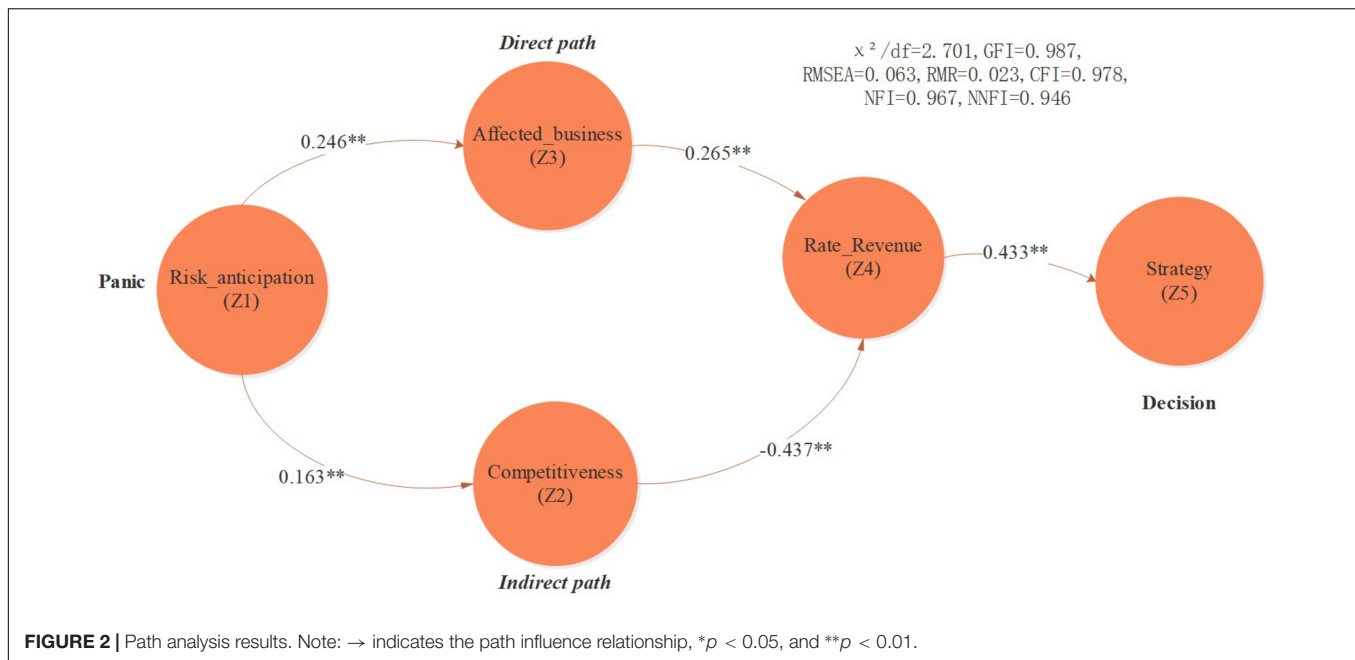 Direct path
x²/df=2.701, GFI=0.987,
RMSEA=0.063, RMR=0.023, CFI=0.978,
NFI=0.967, NNFI=0.946
Affected_business
(Z3)
0.246**
0.265**
Panic
Risk_anticipation
(Z1)
Rate_Revenue
(Z4)
0.433**
Strategy
(Z5)
Decision
0.163**
Competitiveness
(Z2)
-0.437**
Indirect path
FIGURE 2 | Path analysis results. Note: → indicates the path influence relationship, *p < 0.05, and **p < 0.01.